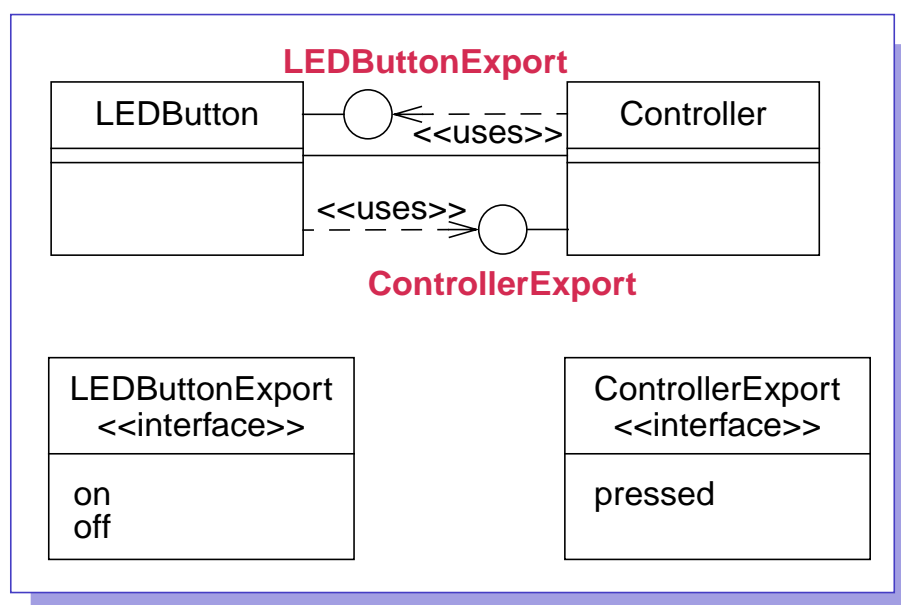 LEDButtonExport
LEDButton
Controller
<<uses>>
<<uses>>
ControllerExport
LEDButtonExport
<<interface>>
on
off
ControllerExport
<<interface>>
pressed